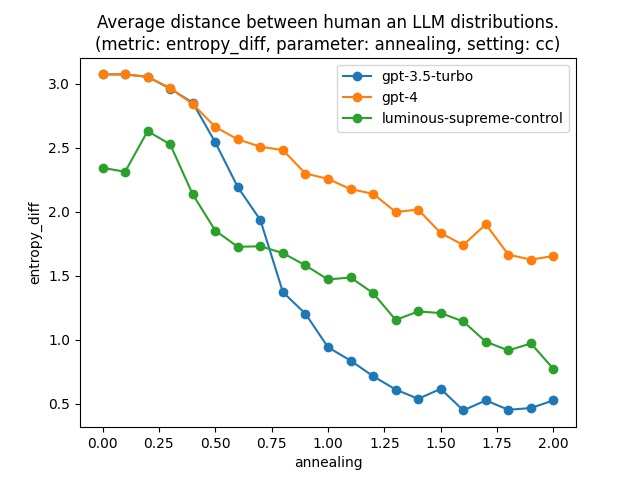 Average distance between human an LLM distributions.
(metric: entropy_diff, parameter: annealing, setting: cc)
gpt-3.5-turbo
gpt-4
luminous-supreme-control
entropy_diff
3.0
2.5
2.0
1.5
1.0
0.5
0.00 0.25 0.50 0.75 1.00 1.25 1.50 1.75 2.00
annealing